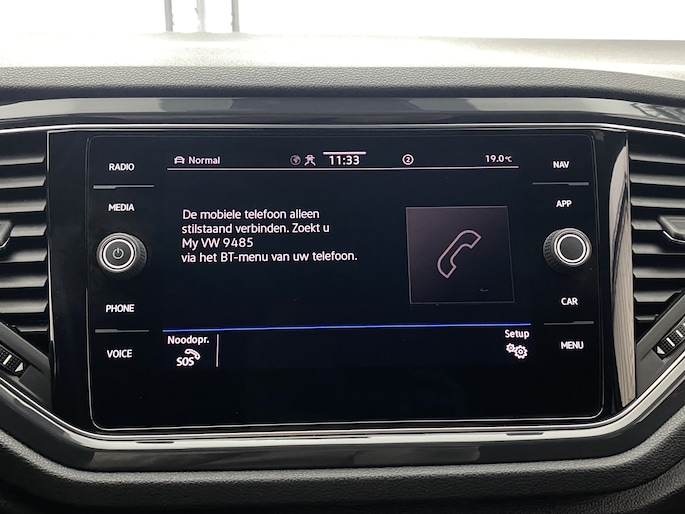 Normal 11:33 2 19.0°C
RADIO
MEDIA
PHONE
VOICE
De mobiele telefoon alleen
stilstaand verbinden. Zoekt u
My VW 9485
via het BT-menu van uw telefoon.
Noodopr.
SOS
Setup
NAV
APP
CAR
MENU